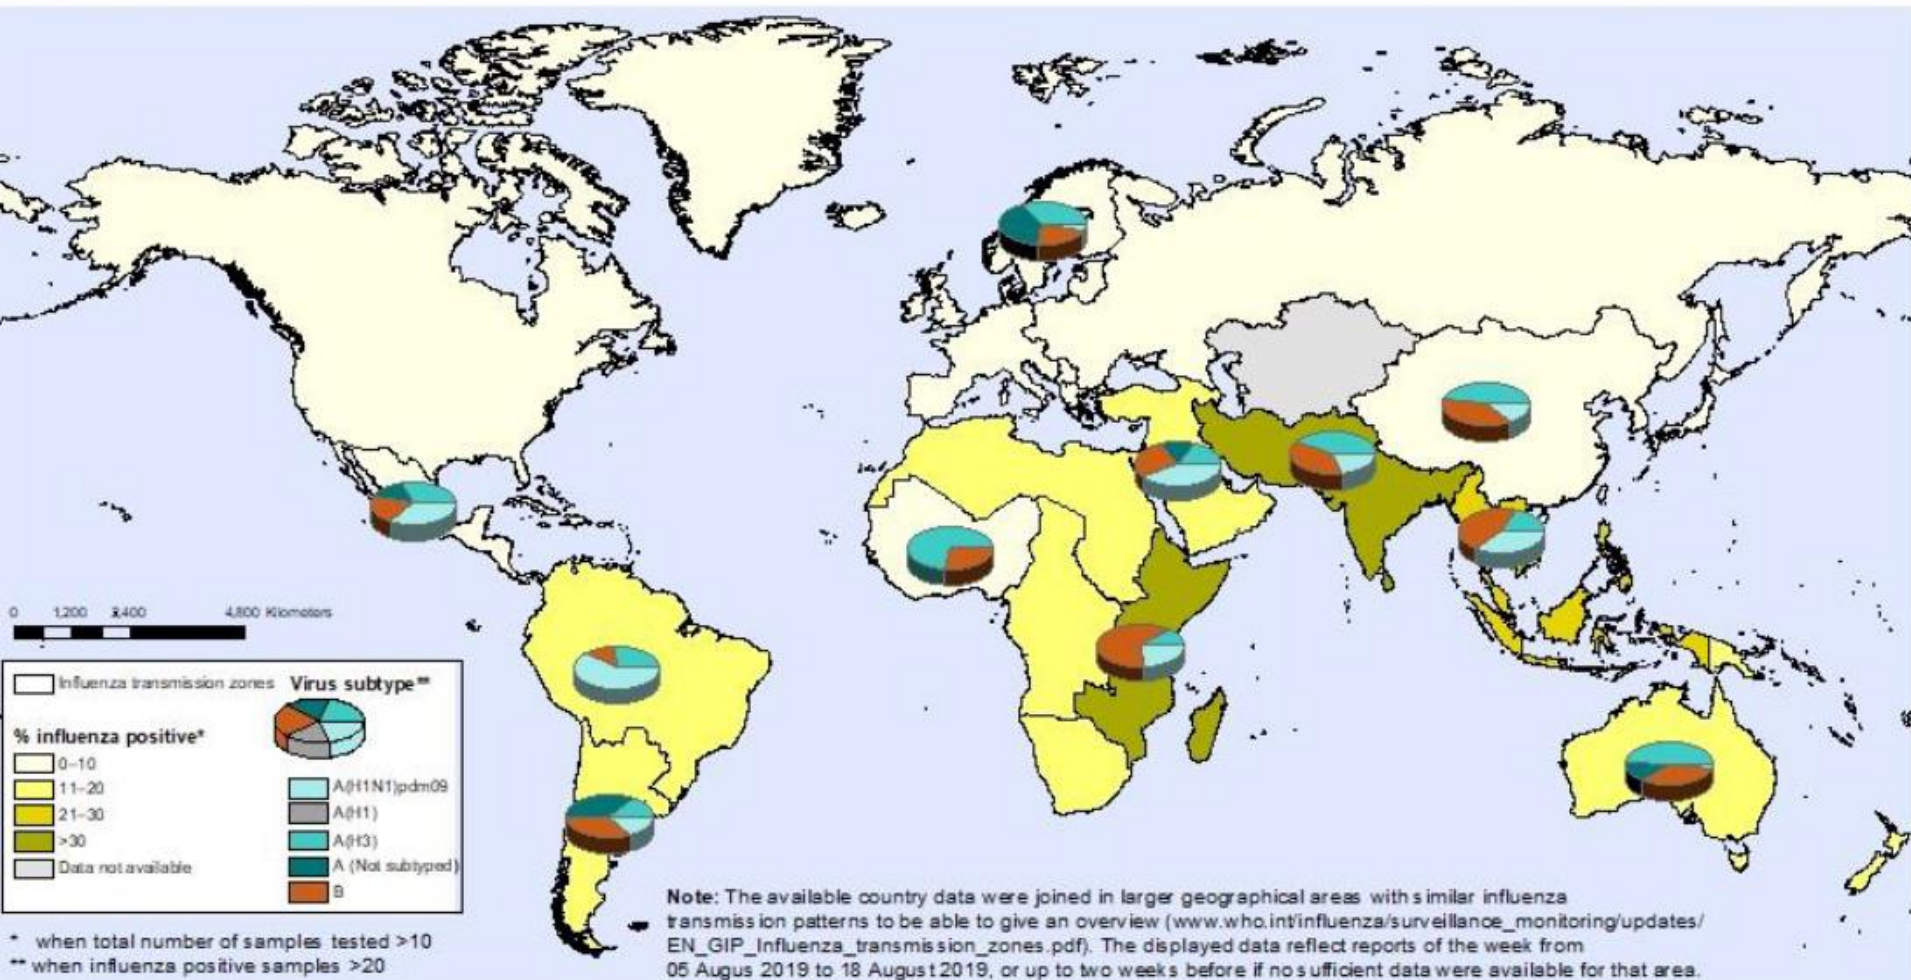 0 1,200 2,400 4,800 Kilometers
Influenza transmission zones
% influenza positive*
0–10
11–20
21–30
>30
Data not available
Virus subtype**
A(H1N1)pdm09
A(H1)
A(H3)
A (Not subtyped)
B
* when total number of samples tested >10
** when influenza positive samples >20
Note: The available country data were joined in larger geographical areas with similar influenza
transmission patterns to be able to give an overview (www.who.int/influenza/surveillance_monitoring/updates/
EN_GIP_Influenza_transmission_zones.pdf). The displayed data reflect reports of the week from
05 Augus 2019 to 18 August 2019, or up to two weeks before if no sufficient data were available for that area.